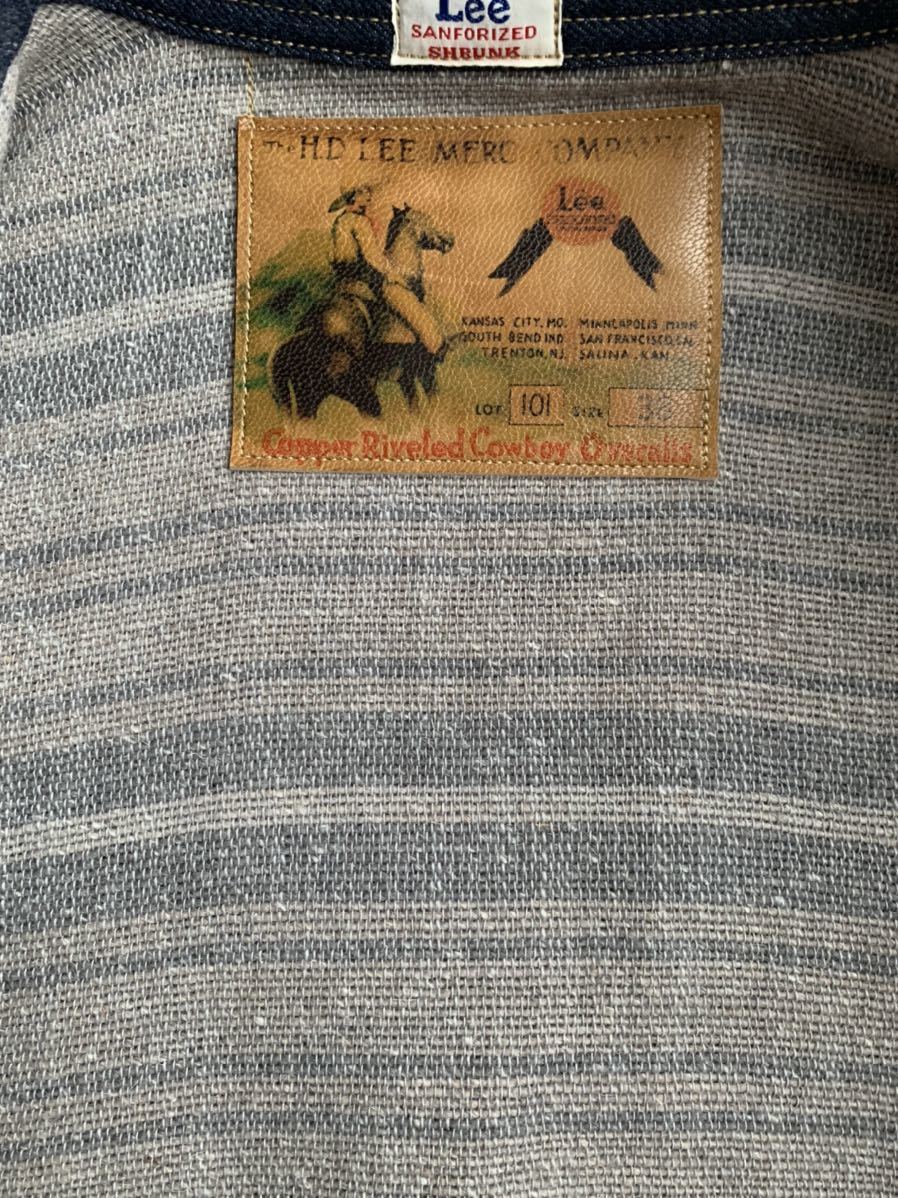 Lee
SANFORIZED
SHRUNK
The H.D LEE MERC COMPANY
Lee
KANSAS CITY, MO. MINNEAPOLIS MINN
SOUTH BEND IND. SAN FRANCISCO, CAL
TRENTON, N.J. SALINA, KAN.
LOT 101 SIZE 38
Copper Riveted Cowboy Overalls